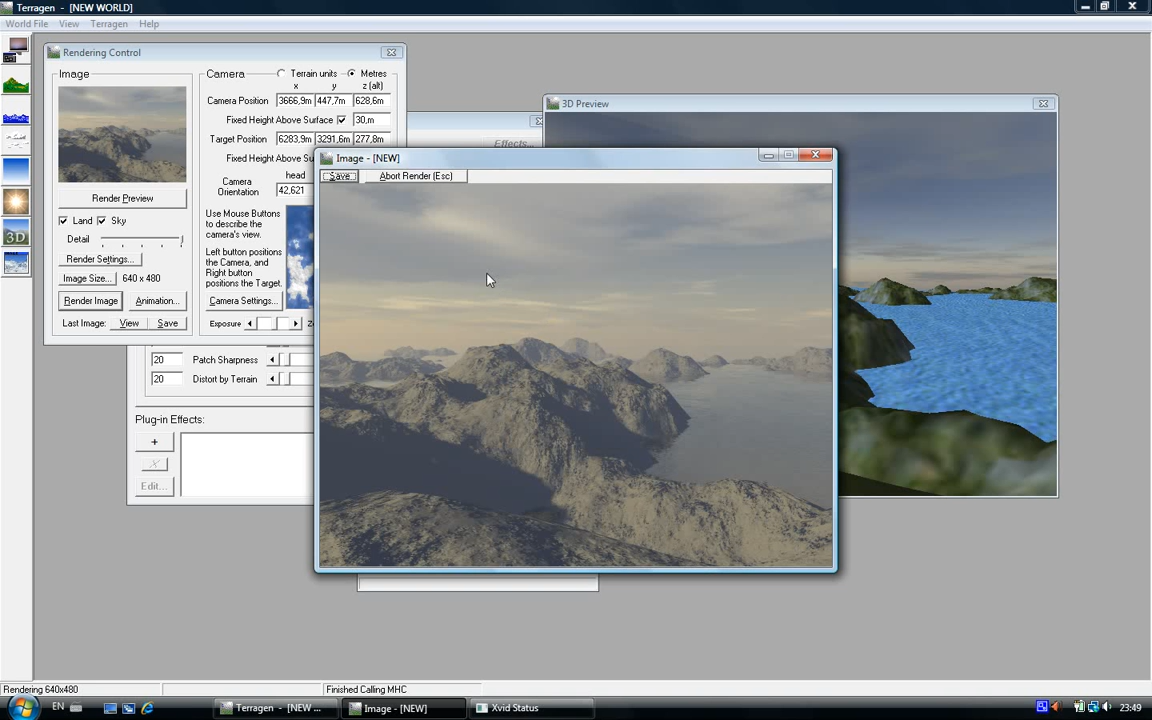 Terragen - [NEW WORLD]
World File View Terragen Help
Rendering Control
Image
Render Preview
Land Sky
Detail
Render Settings...
Image Size... 640 x 480
Render Image Animation...
Last Image: View Save
Camera Terrain units Metres
x y z (alt)
Camera Position 3666,9m 447,7m 628,6m
Fixed Height Above Surface 30,m
Target Position 6283,9m 3291,6m 277,8m
Fixed Height Above Su
head
Camera
Orientation 42,621
Use Mouse Buttons
to describe the
camera's view.
Left button positions
the Camera, and
Right button
positions the Target.
Camera Settings...
Exposure
Effects...
3D Preview
Image - [NEW]
Save Abort Render (Esc)
20 Patch Sharpness
20 Distort by Terrain
Plug-in Effects:
+
X
Edit...
3D
Rendering 640x480 Finished Calling MHC
EN Terragen - [NEW ... Image - [NEW] Xvid Status 23:49